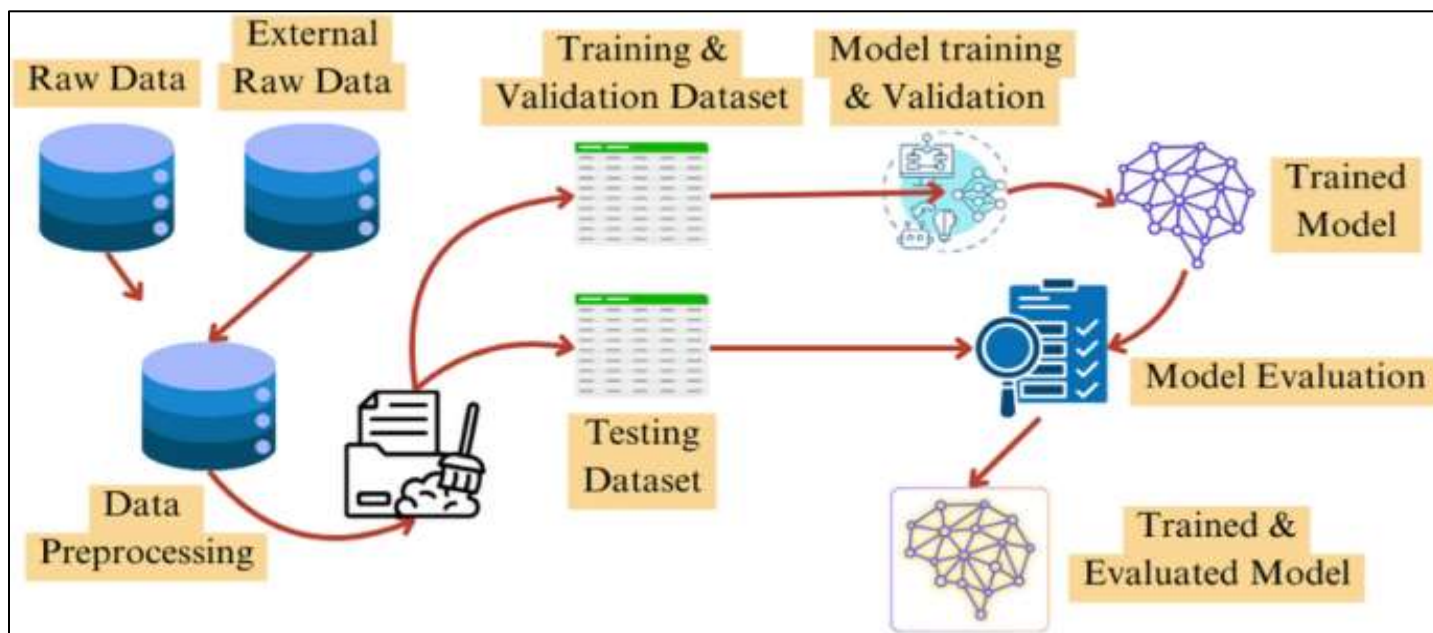 Raw Data
External
Raw Data
Training &
Validation Dataset
Model training
& Validation
Trained
Model
Model Evaluation
Testing
Dataset
Data
Preprocessing
Trained &
Evaluated Model